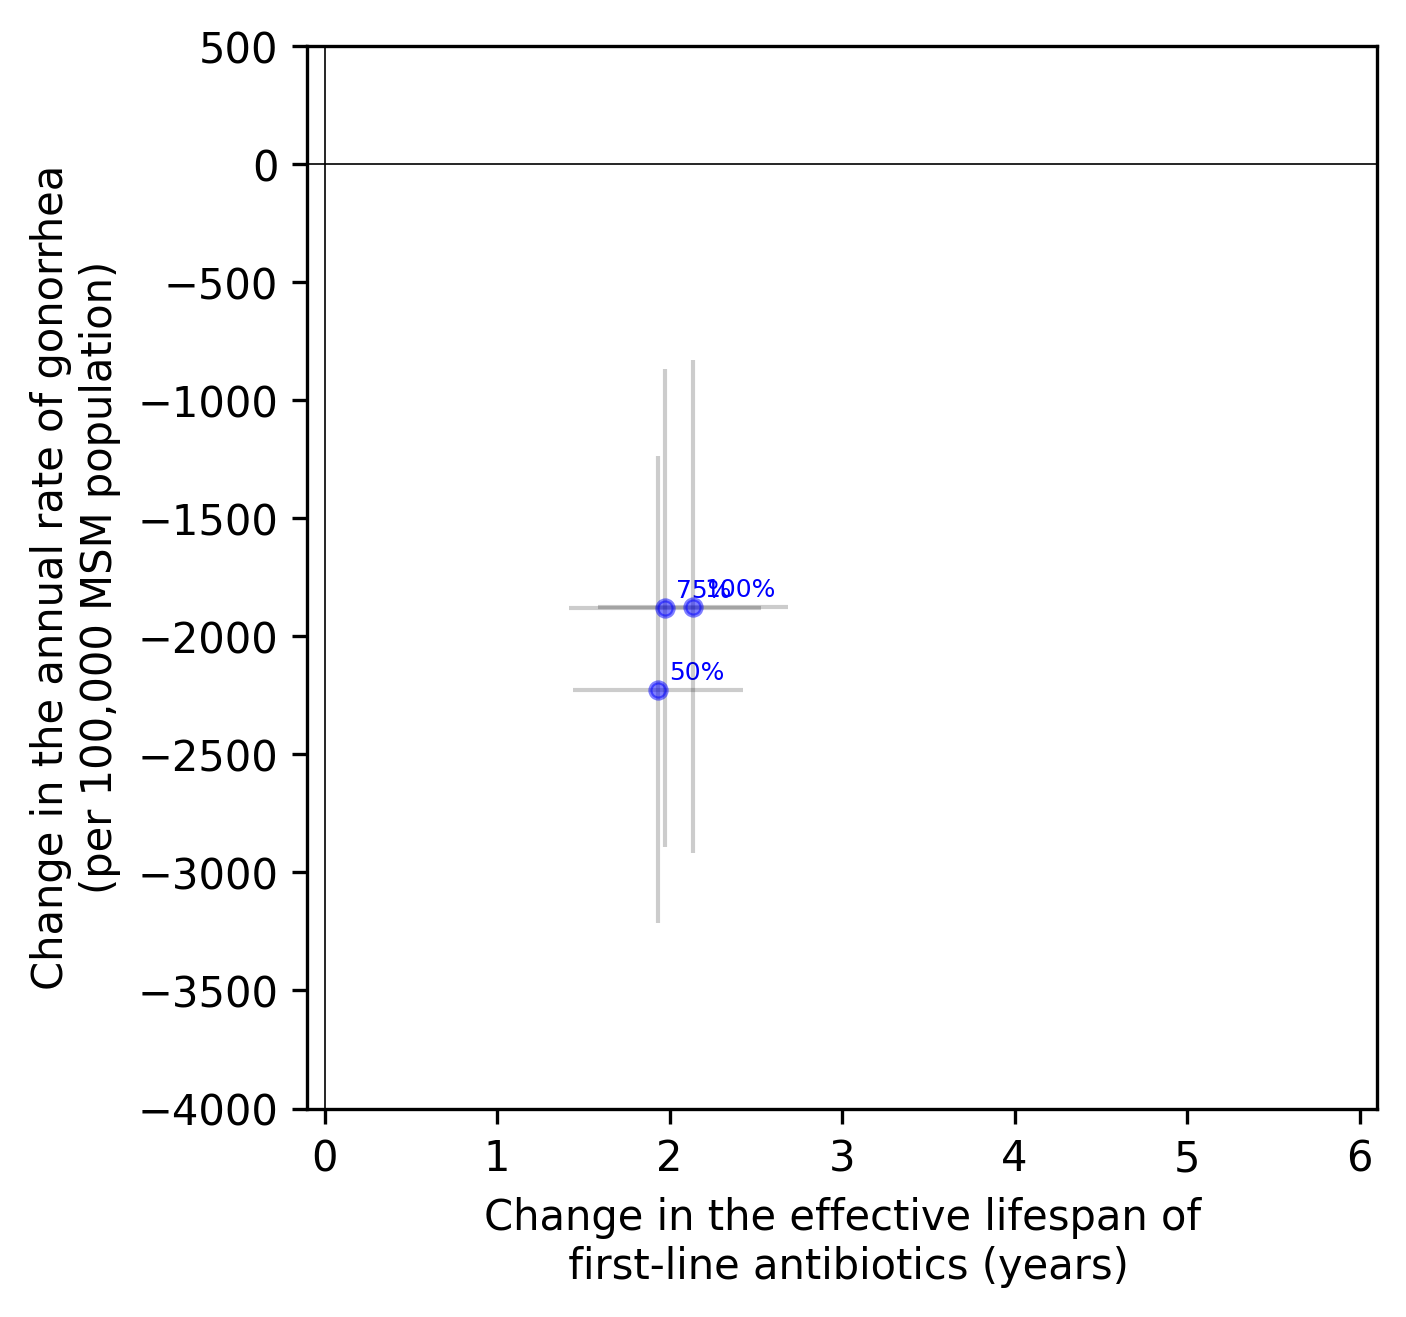 500
0
−500
−1000
−1500
−2000
−2500
−3000
−3500
−4000
Change in the annual rate of gonorrhea
(per 100,000 MSM population)
75%
100%
50%
0 1 2 3 4 5 6
Change in the effective lifespan of
first-line antibiotics (years)